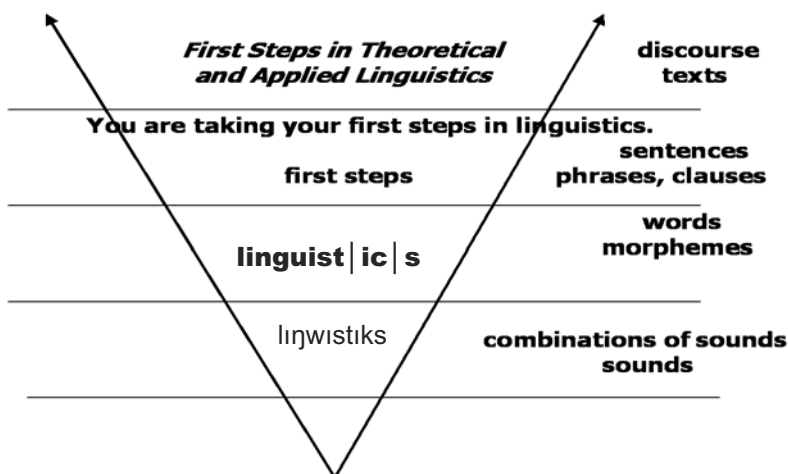 First Steps in Theoretical
and Applied Linguistics
discourse
texts
You are taking your first steps in linguistics.
sentences
phrases, clauses
first steps
words
morphemes
linguist|ic|s
lıŋwıstıks
combinations of sounds
sounds